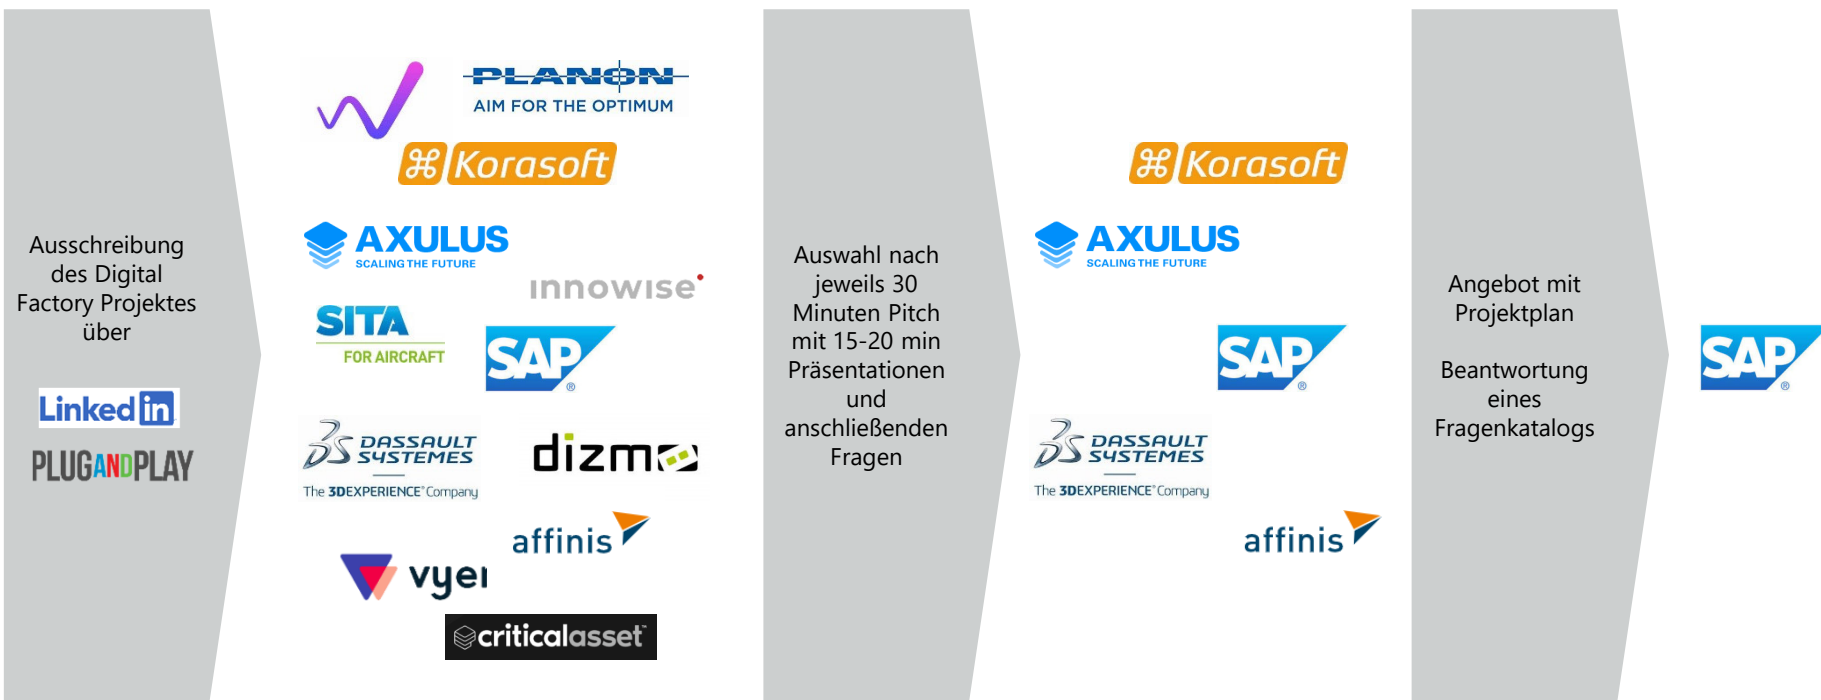 Ausschreibung
des Digital
Factory Projektes
über
Linkedin
PLUGANDPLAY
PLANON
AIM FOR THE OPTIMUM
Korasoft
AXULUS
SCALING THE FUTURE
innowise
SITA
FOR AIRCRAFT
SAP®
DASSAULT
SYSTEMES
The 3DEXPERIENCE® Company
dizmo
affinis
vyer
criticalasset™
Auswahl nach
jeweils 30
Minuten Pitch
mit 15-20 min
Präsentationen
und
anschließenden
Fragen
Korasoft
AXULUS
SCALING THE FUTURE
SAP®
DASSAULT
SYSTEMES
The 3DEXPERIENCE® Company
affinis
Angebot mit
Projektplan
Beantwortung
eines
Fragenkatalogs
SAP®